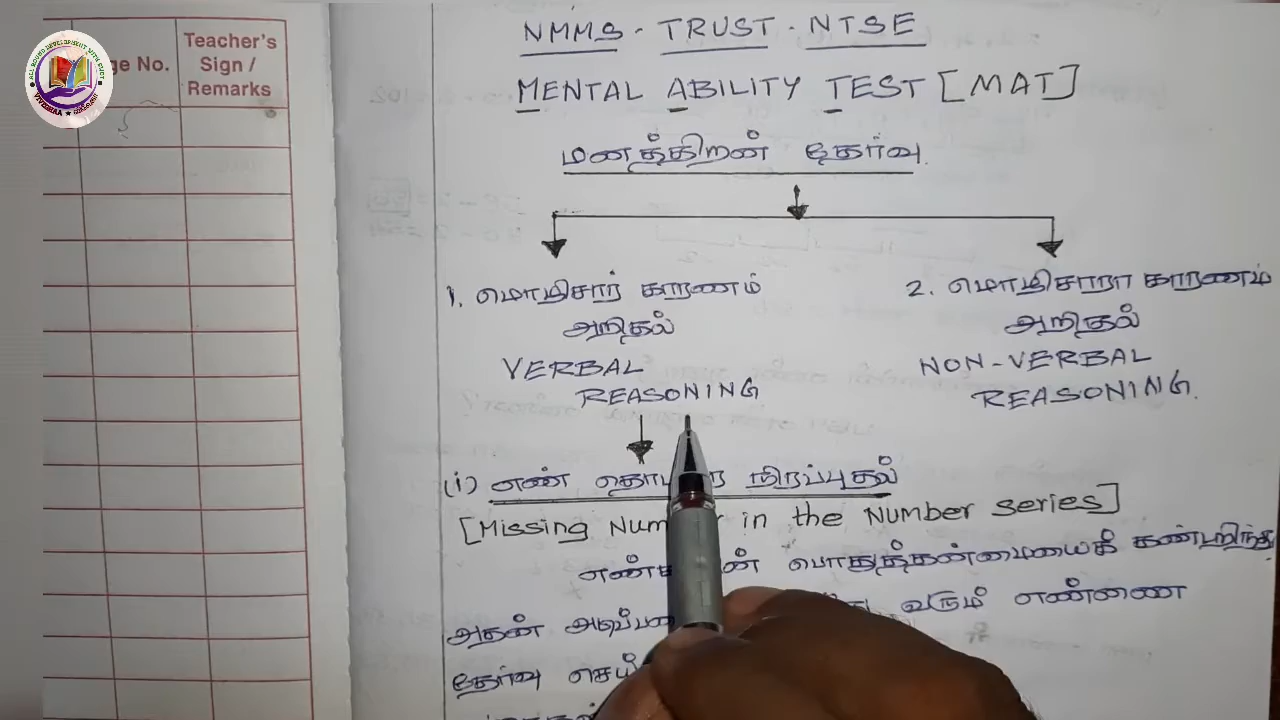 Teacher's
ge No. Sign /
Remarks
NMMS - TRUST - NTSE
MENTAL ABILITY TEST [MAT]
மனத்திறன் தேர்வு.
1. மொழிசார் காரணம்
அறிதல்
VERBAL
REASONING
2. மொழிசாரா காரணம்
அறிதல்
NON-VERBAL
REASONING.
(i) எண் நிரப்புதல்
[Missing in the Number series]
பொதுத்தன்மையைக் கண்டறிந்து
அதன் வரும் எண்ணை
தேர்வு